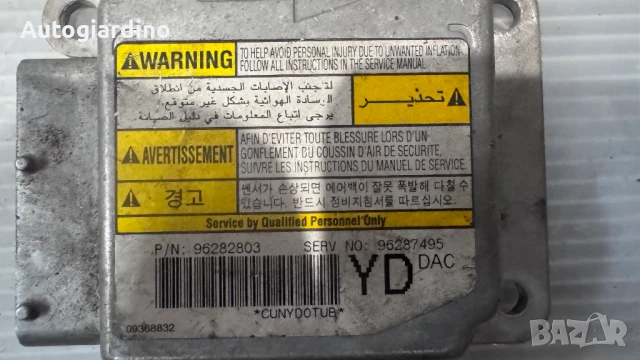 Autogiardino
WARNING
TO HELP AVOID PERSONAL INJURY DUE TO UNWANTED INFLATION
FOLLOW ALL INSTRUCTIONS IN THE SERVICE MANUAL
لتجنب الإصابات الجسدية من انطلاق
الوسادة الهوائية بشكل غير متوقع،
يرجى اتباع المعلومات في دليل الصيانة.
تحذير
AVERTISSEMENT
AFIN D'EVITER TOUTE BLESSURE LORS D'UN
GONFLEMENT DU COUSSIN D'AIR DE SECURITE,
SUIVRE LES INSTRUCTIONS DU MANUEL DE SERVICE.
경고
쎈서가 손상되면 에어백이 잘못 폭발해 다칠 수
있습니다. 반드시 정비지침서를 따르십시오.
Service by Qualified Personnel Only
P/N: 96282803 SERV NO: 96287495
YD DAC
*CUNYDOTUB*
09368832
Autogiardino
BAZAR.bg